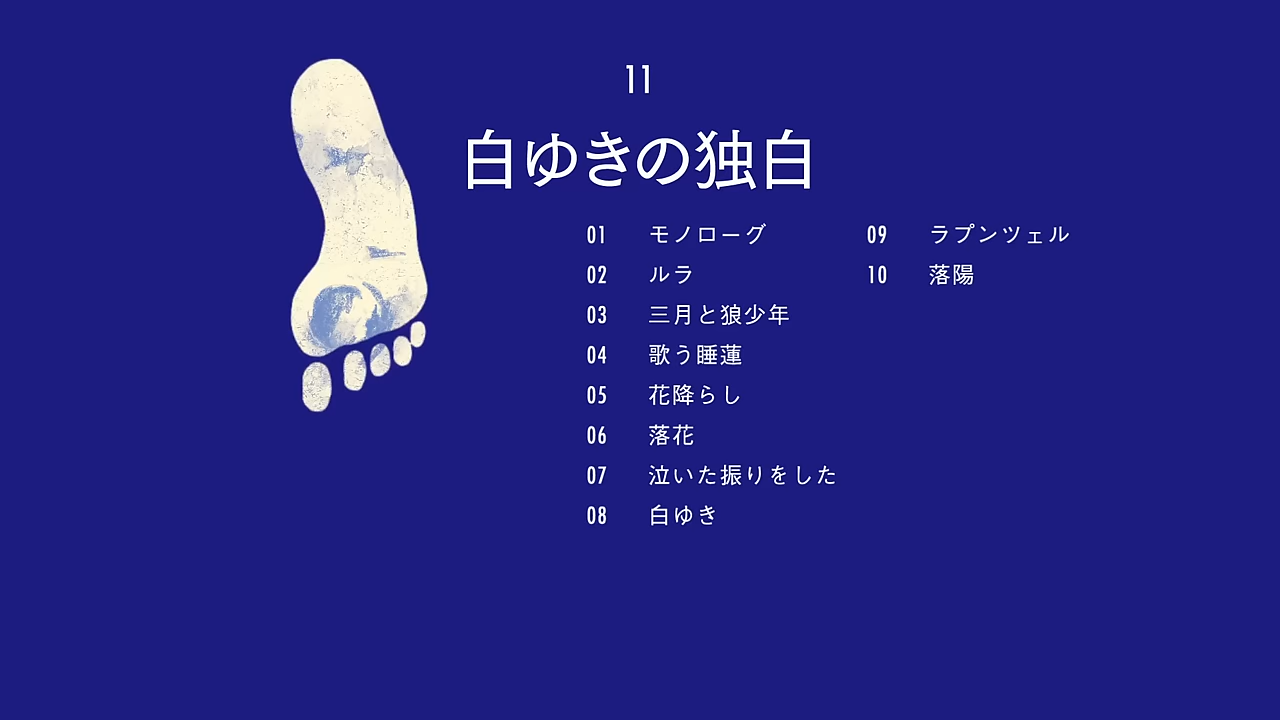 11
白ゆきの独白
01 モノローグ
02 ルラ
03 三月と狼少年
04 歌う睡蓮
05 花降らし
06 落花
07 泣いた振りをした
08 白ゆき
09 ラプンツェル
10 落陽